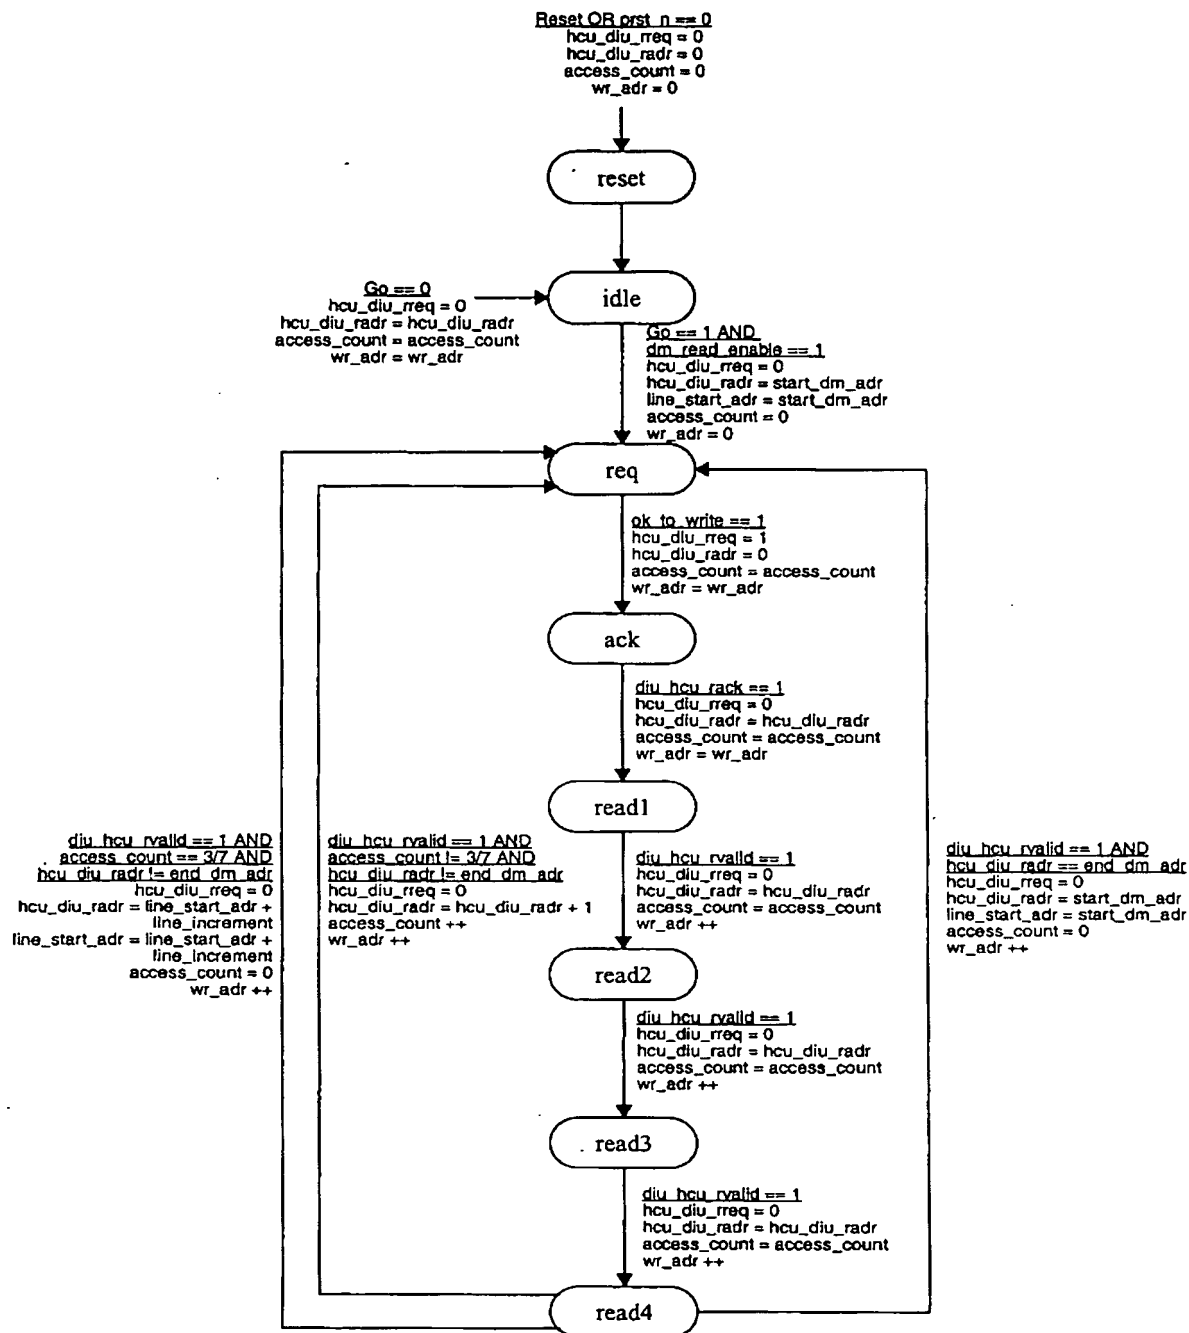 Reset OR prst_n == 0
hcu_diu_rreq = 0
hcu_diu_radr = 0
access_count = 0
wr_adr = 0
reset
idle
Go == 0
hcu_diu_rreq = 0
hcu_diu_radr = hcu_diu_radr
access_count = access_count
wr_adr = wr_adr
Go == 1 AND
dm_read_enable == 1
hcu_diu_rreq = 0
hcu_diu_radr = start_dm_adr
line_start_adr = start_dm_adr
access_count = 0
wr_adr = 0
req
ok_to_write == 1
hcu_diu_rreq = 1
hcu_diu_radr = 0
access_count = access_count
wr_adr = wr_adr
ack
diu_hcu_rack == 1
hcu_diu_rreq = 0
hcu_diu_radr = hcu_diu_radr
access_count = access_count
wr_adr = wr_adr
read1
diu_hcu_rvalid == 1 AND
access_count == 3/7 AND
hcu_diu_radr != end_dm_adr
hcu_diu_rreq = 0
hcu_diu_radr = line_start_adr +
line_increment
line_start_adr = line_start_adr +
line_increment
access_count = 0
wr_adr ++
diu_hcu_rvalid == 1 AND
access_count != 3/7 AND
hcu_diu_radr != end_dm_adr
hcu_diu_rreq = 0
hcu_diu_radr = hcu_diu_radr + 1
access_count ++
wr_adr ++
diu_hcu_rvalid == 1
hcu_diu_rreq = 0
hcu_diu_radr = hcu_diu_radr
access_count = access_count
wr_adr ++
diu_hcu_rvalid == 1 AND
hcu_diu_radr == end_dm_adr
hcu_diu_rreq = 0
hcu_diu_radr = start_dm_adr
line_start_adr = start_dm_adr
access_count = 0
wr_adr ++
read2
diu_hcu_rvalid == 1
hcu_diu_rreq = 0
hcu_diu_radr = hcu_diu_radr
access_count = access_count
wr_adr ++
read3
diu_hcu_rvalid == 1
hcu_diu_rreq = 0
hcu_diu_radr = hcu_diu_radr
access_count = access_count
wr_adr ++
read4